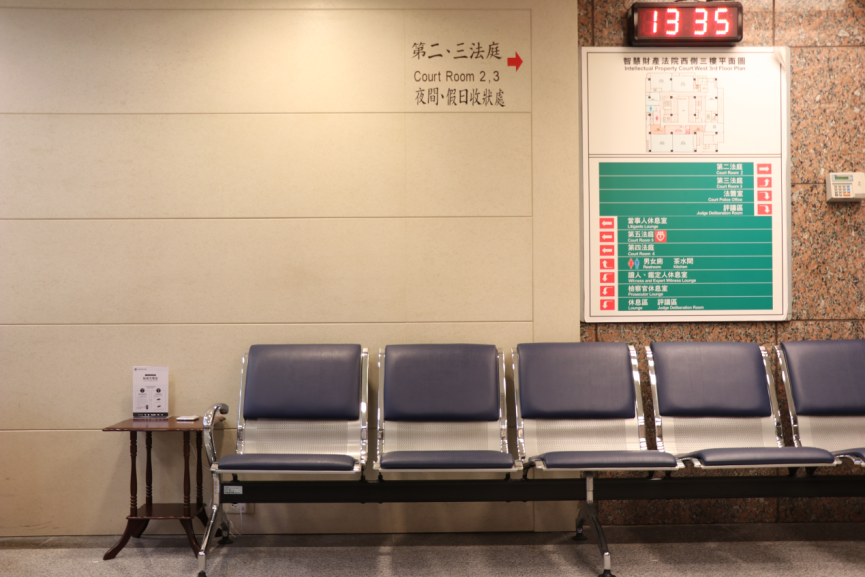 第二、三法庭
Court Room 2,3
夜間、假日收狀處
13 35
智慧財產法院西側三樓平面圖
Intellectual Property Court West 3rd Floor Plan
第二法庭
Court Room 2
第三法庭
Court Room 3
法警室
Court Police Office
評議區
Judge Deliberation Room
當事人休息室
Litigants Lounge
第五法庭
Court Room 5
第四法庭
Court Room 4
男女廁 茶水間
Restroom Kitchen
證人、鑑定人休息室
Witness and Expert Witness Lounge
檢察官休息室
Prosecutor Lounge
休息區 評議區
Lounge Judge Deliberation Room